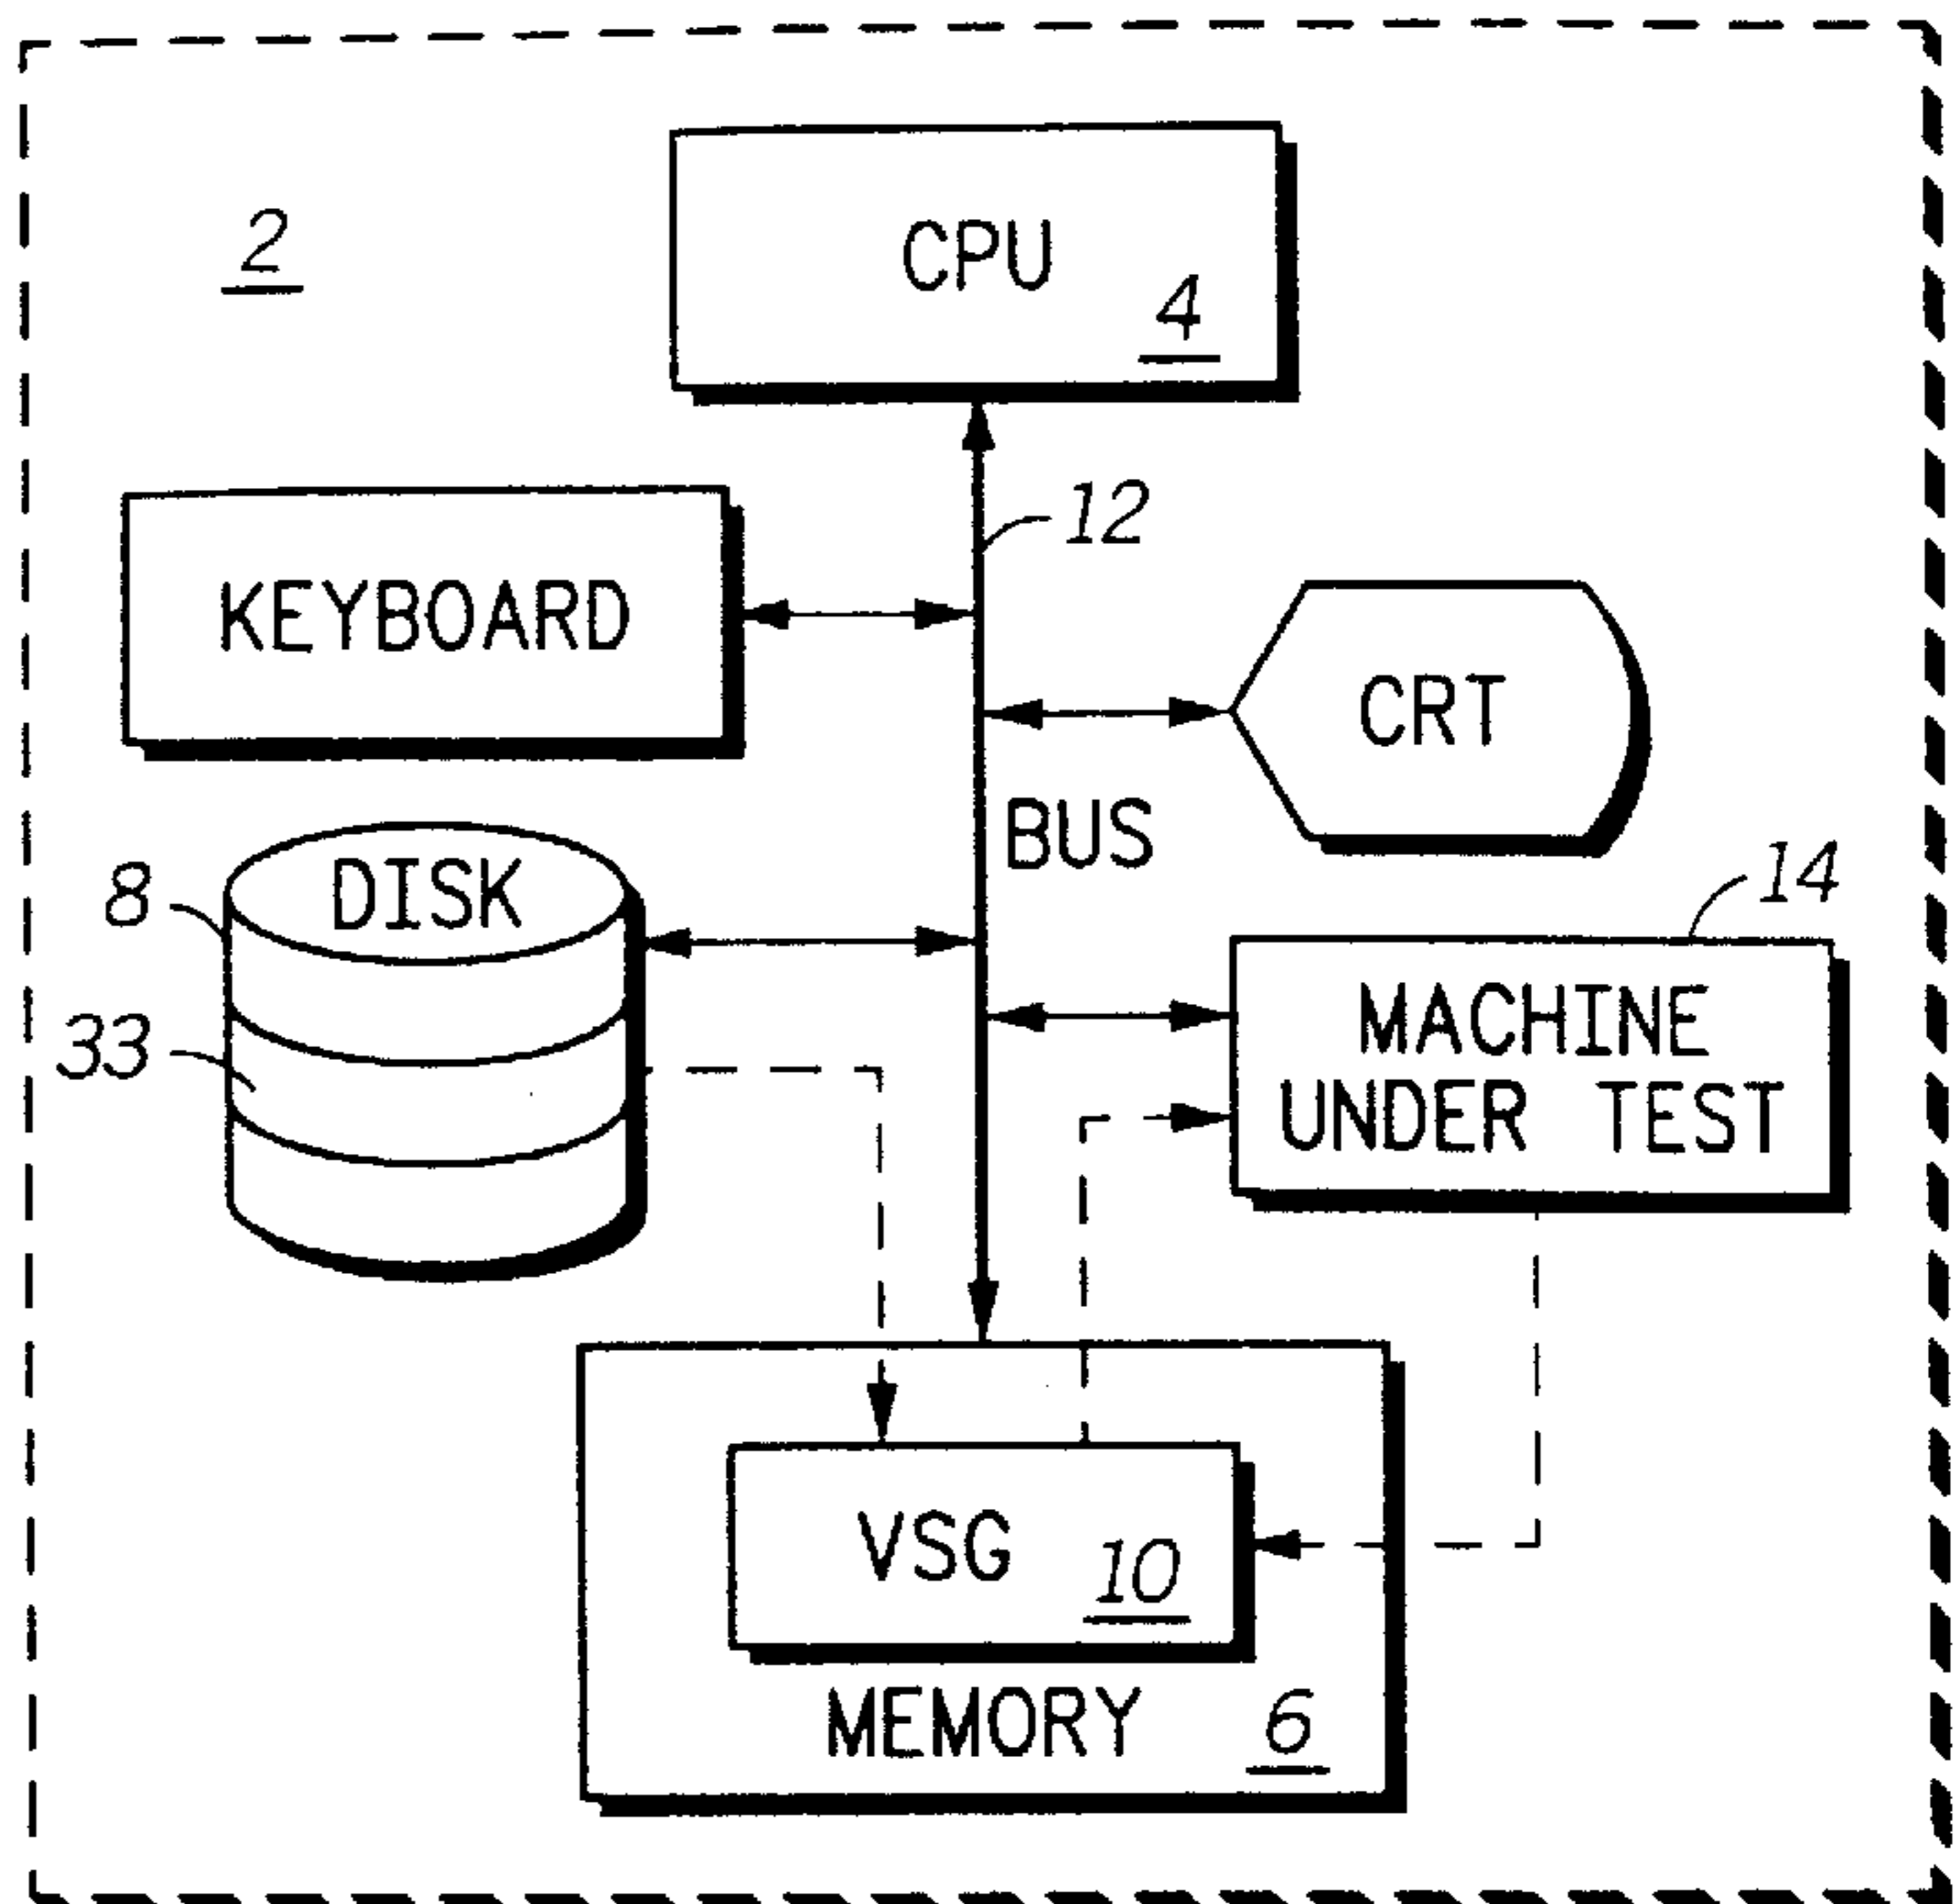 2
CPU
4
12
KEYBOARD
CRT
BUS
8
DISK
14
33
MACHINE
UNDER TEST
VSG
10
MEMORY
6